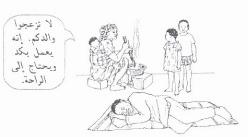 لا تزعجوا
والدكم. إنه
يعمل بكد
ويحتاج إلى
الراحة.